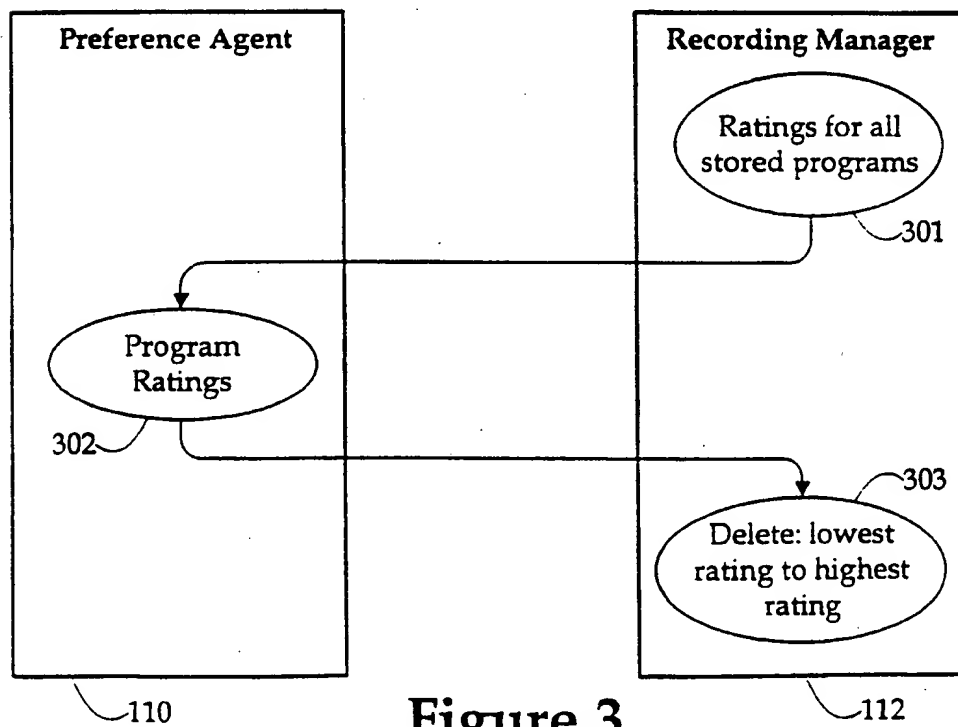 Preference Agent
Recording Manager
Ratings for all
stored programs
301
Program
Ratings
302
303
Delete: lowest
rating to highest
rating
110
112
Figure 3